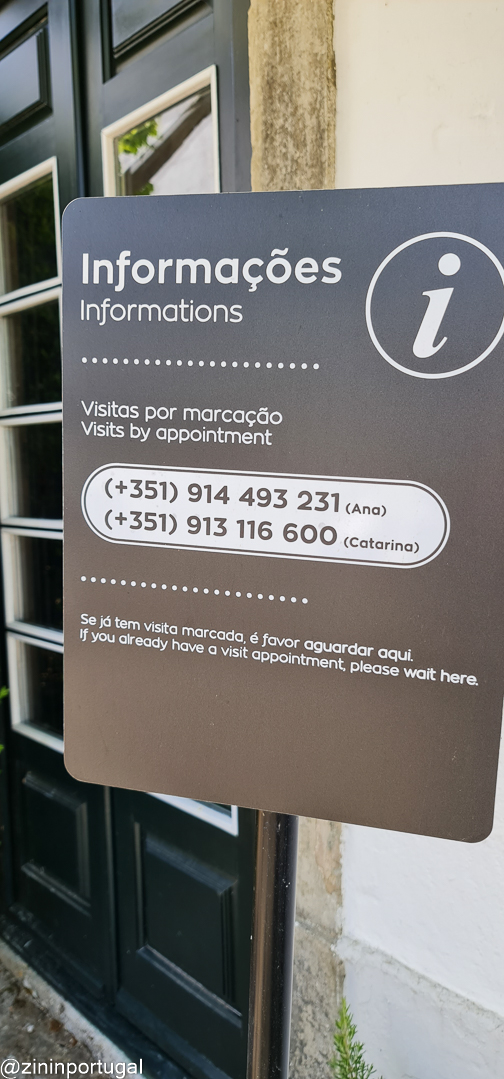 Informações
Informations
i
Visitas por marcação
Visits by appointment
(+351) 914 493 231 (Ana)
(+351) 913 116 600 (Catarina)
Se já tem visita marcada, é favor aguardar aqui.
If you already have a visit appointment, please wait here.
@zininportugal